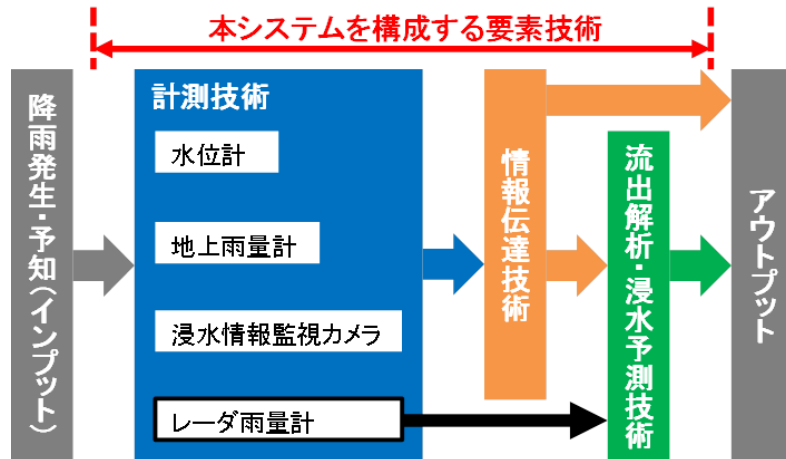 本システムを構成する要素技術
降雨発生・予知(インプット)
計測技術
水位計
地上雨量計
浸水情報監視カメラ
レーダ雨量計
情報伝達技術
流出解析・浸水予測技術
アウトプット